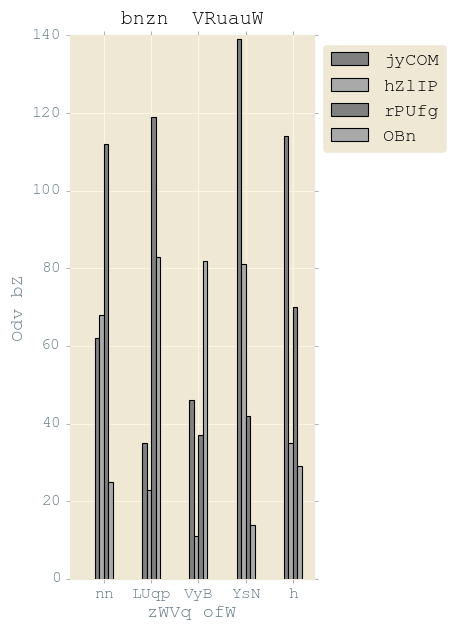 bnzn  VRuauW
140
120
100
80
60
40
20
0
Odv bZ
nn LUqp VyB YsN h
zWVq ofW
jyCOM
hZlIP
rPUfg
OBn